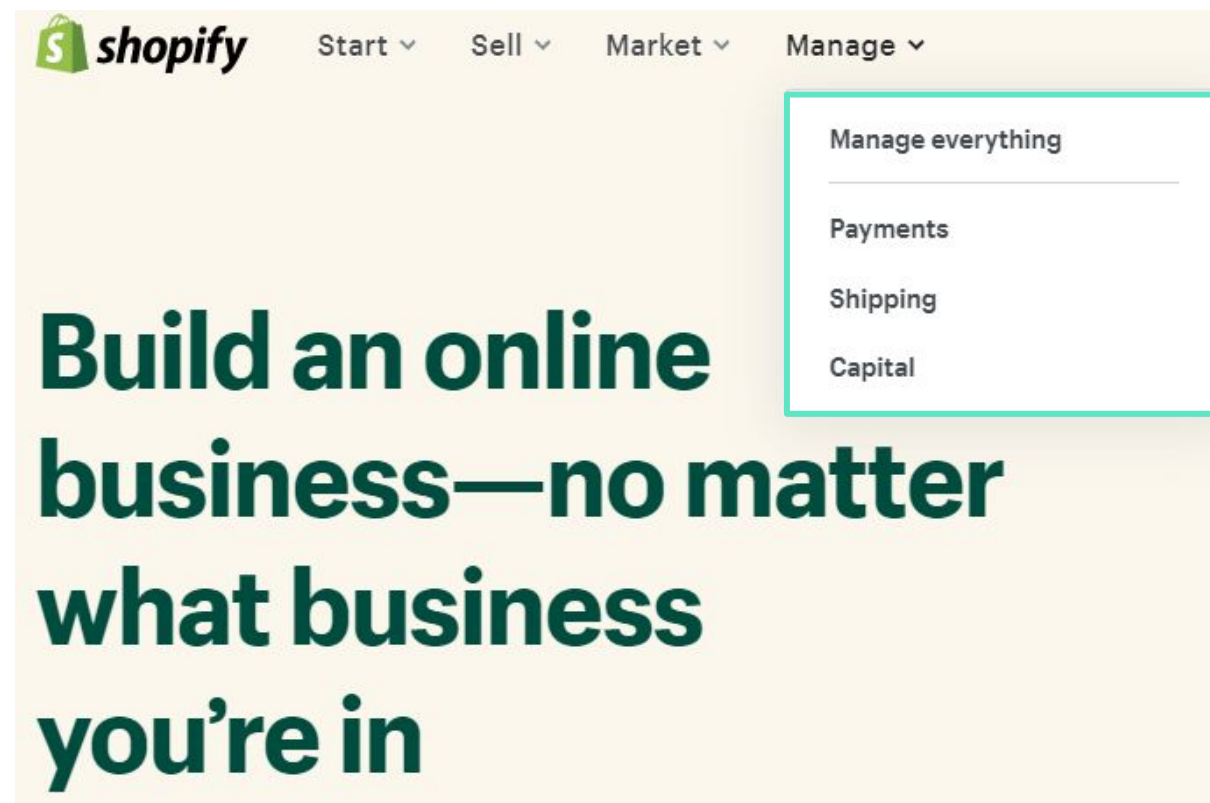 shopify Start Sell Market Manage
Manage everything
Payments
Shipping
Capital
Build an online
business—no matter
what business
you’re in